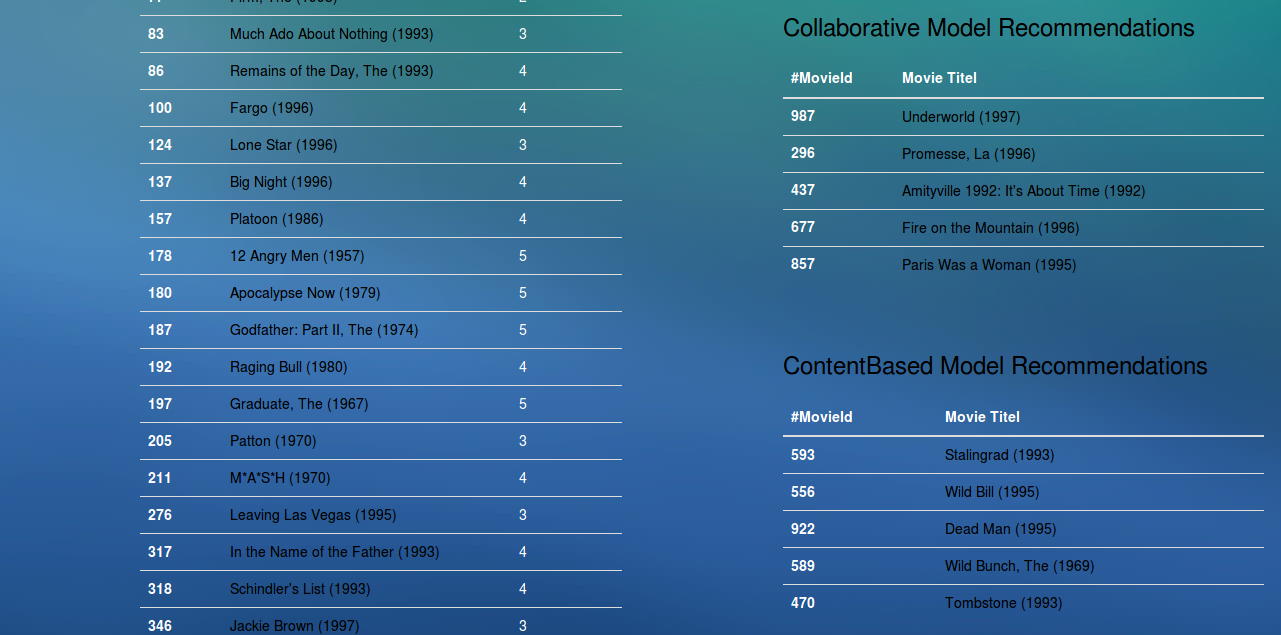 Firm, The (1993) 2
83 Much Ado About Nothing (1993) 3
86 Remains of the Day, The (1993) 4
100 Fargo (1996) 4
124 Lone Star (1996) 3
137 Big Night (1996) 4
157 Platoon (1986) 4
178 12 Angry Men (1957) 5
180 Apocalypse Now (1979) 5
187 Godfather: Part II, The (1974) 5
192 Raging Bull (1980) 4
197 Graduate, The (1967) 5
205 Patton (1970) 3
211 M*A*S*H (1970) 4
276 Leaving Las Vegas (1995) 3
317 In the Name of the Father (1993) 4
318 Schindler's List (1993) 4
346 Jackie Brown (1997) 3
Collaborative Model Recommendations
#MovieId Movie Titel
987 Underworld (1997)
296 Promesse, La (1996)
437 Amityville 1992: It's About Time (1992)
677 Fire on the Mountain (1996)
857 Paris Was a Woman (1995)
ContentBased Model Recommendations
#MovieId Movie Titel
593 Stalingrad (1993)
556 Wild Bill (1995)
922 Dead Man (1995)
589 Wild Bunch, The (1969)
470 Tombstone (1993)